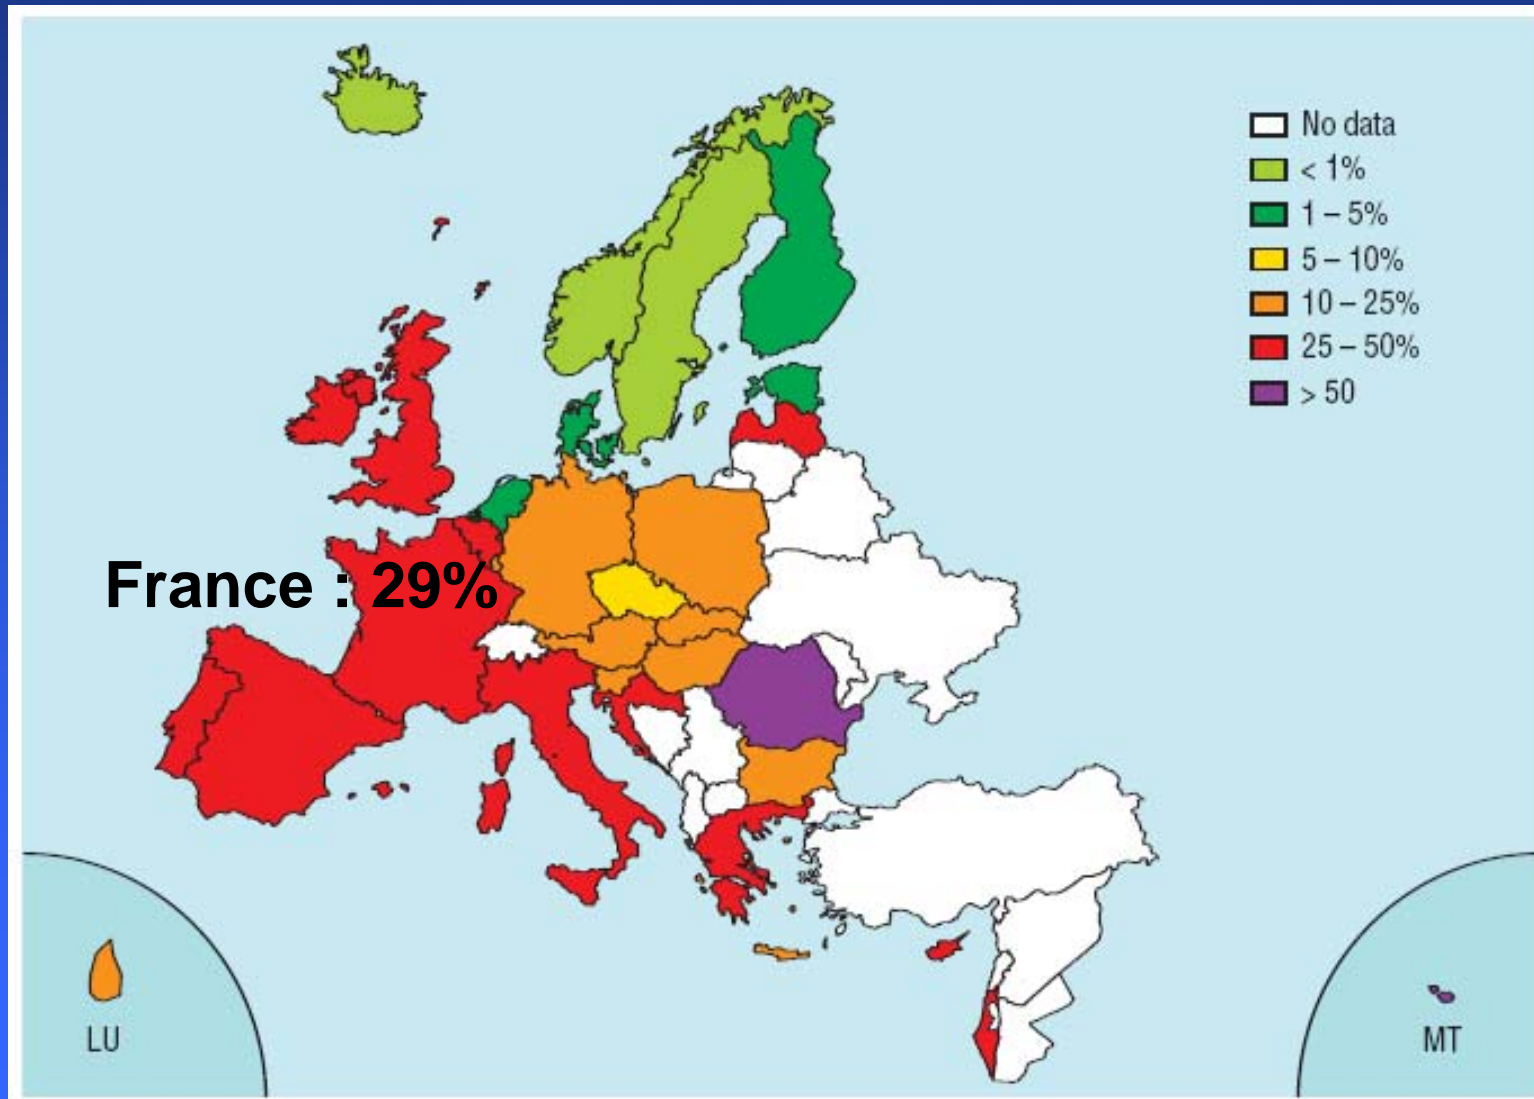 No data
< 1%
1 – 5%
5 – 10%
10 – 25%
25 – 50%
> 50
France : 29%
LU
MT